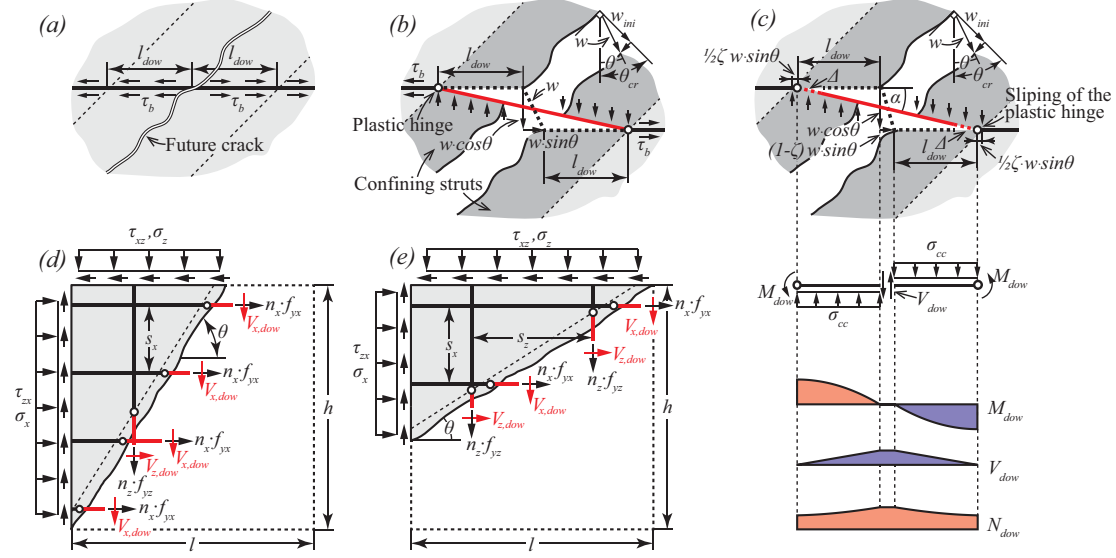 (a)
l_dow
l_dow
τ_b
τ_b
Future crack
(b)
w_ini
w
θ
θ_cr
l_dow
τ_b
w
Plastic hinge
w·cosθ
w·sinθ
τ_b
l_dow
Confining struts
(c)
w_ini
w
θ
θ_cr
½ζ w·sinθ
l_dow
Δ
α
Sliping of the
plastic hinge
w·cosθ
(1-ζ) w·sinθ
l_dow
Δ
½ζ w·sinθ
σ_cc
M_dow
M_dow
V_dow
σ_cc
M_dow
V_dow
N_dow
(d)
τ_xz, σ_z
n_x·f_yx
V_x,dow
s_x
θ
τ_zx
σ_x
n_x·f_yx
V_x,dow
h
n_x·f_yx
V_z,dow
V_x,dow
n_z·f_yz
n_x·f_yx
V_x,dow
l
(e)
τ_xz, σ_z
n_x·f_yx
V_x,dow
s_x
s_z
V_z,dow
n_z·f_yz
τ_zx
σ_x
n_x·f_yx
V_x,dow
h
V_z,dow
θ
n_z·f_yz
l